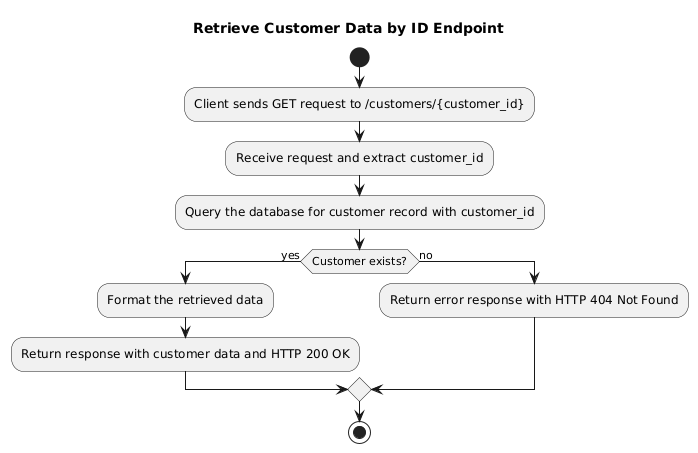 Retrieve Customer Data by ID Endpoint
Client sends GET request to /customers/{customer_id}
Receive request and extract customer_id
Query the database for customer record with customer_id
Customer exists?
yes
no
Format the retrieved data
Return response with customer data and HTTP 200 OK
Return error response with HTTP 404 Not Found